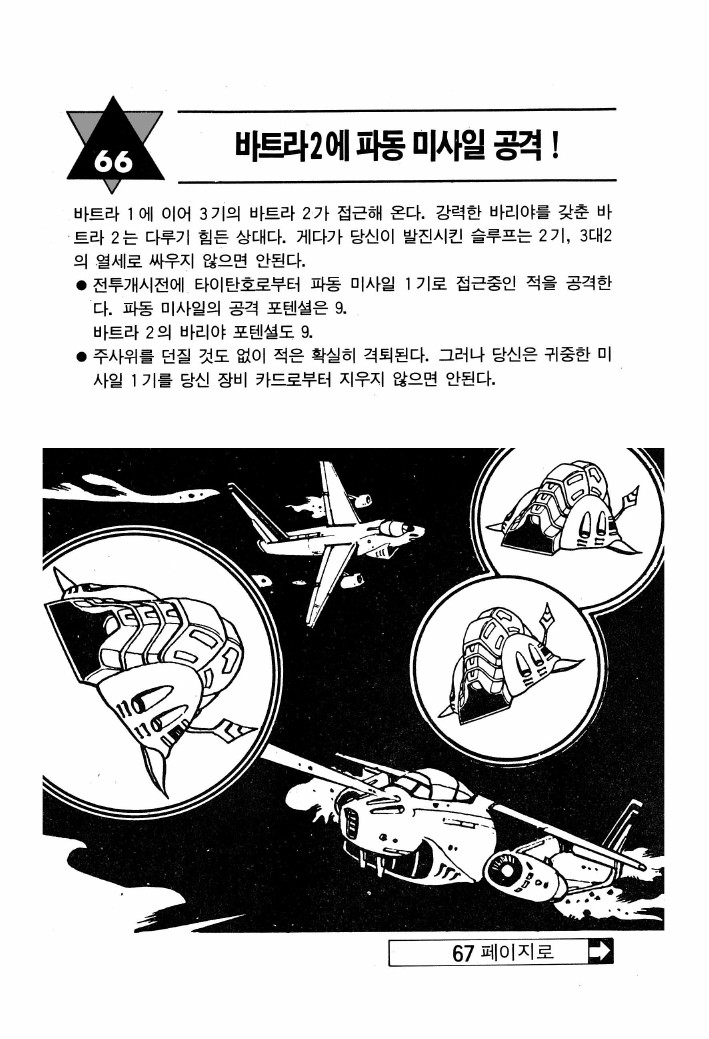 66
바트라2에 파동 미사일 공격 !
바트라 1에 이어 3기의 바트라 2가 접근해 온다. 강력한 바리야를 갖춘 바
트라 2는 다루기 힘든 상대다. 게다가 당신이 발진시킨 슬루프는 2기, 3대2
의 열세로 싸우지 않으면 안된다.
● 전투개시전에 타이탄호로부터 파동 미사일 1기로 접근중인 적을 공격한
다. 파동 미사일의 공격 포텐셜은 9.
바트라 2의 바리야 포텐셜도 9.
● 주사위를 던질 것도 없이 적은 확실히 격퇴된다. 그러나 당신은 귀중한 미
사일 1기를 당신 장비 카드로부터 지우지 않으면 안된다.
67 페이지로